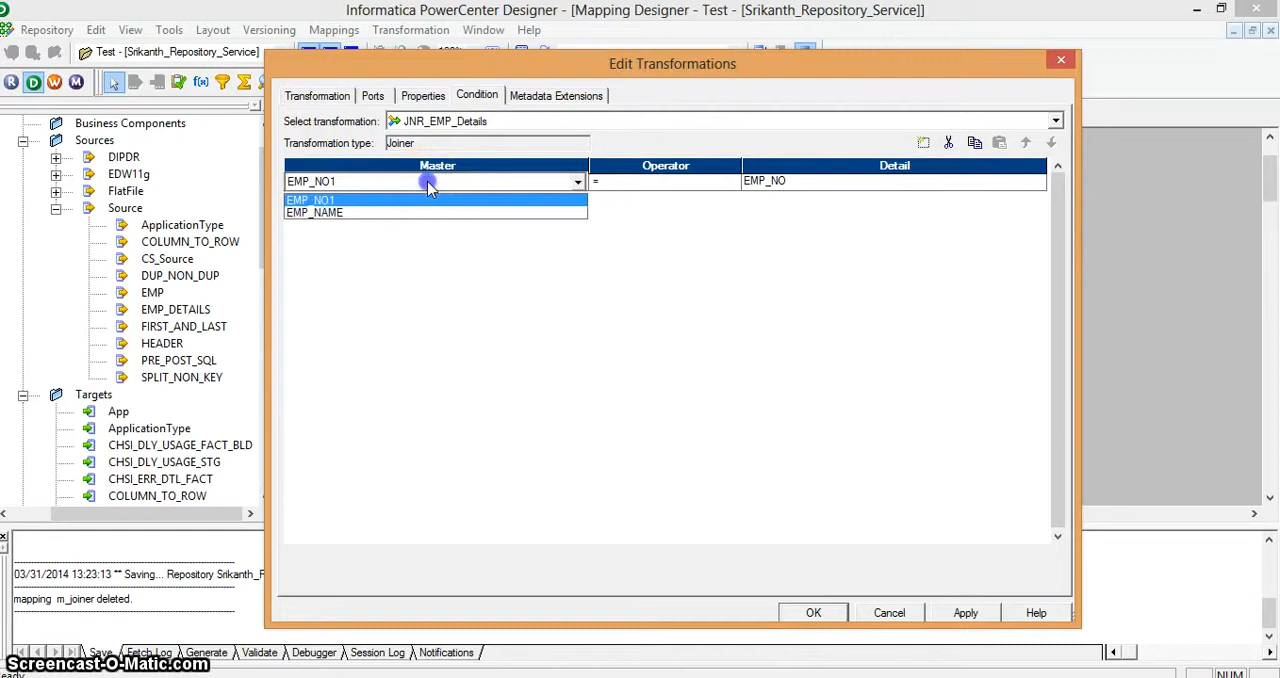 Informatica PowerCenter Designer - [Mapping Designer - Test - [Srikanth_Repository_Service]]
Repository Edit View Tools Layout Versioning Mappings Transformation Window Help
Test - [Srikanth_Repository_Service]
R D W M f(x)
Edit Transformations
Transformation Ports Properties Condition Metadata Extensions
Select transformation: JNR_EMP_Details
Transformation type: Joiner
Master Operator Detail
EMP_NO1 = EMP_NO
EMP_NO1
EMP_NAME
Business Components
Sources
DIPDR
EDW11g
FlatFile
Source
ApplicationType
COLUMN_TO_ROW
CS_Source
DUP_NON_DUP
EMP
EMP_DETAILS
FIRST_AND_LAST
HEADER
PRE_POST_SQL
SPLIT_NON_KEY
Targets
App
ApplicationType
CHSI_DLY_USAGE_FACT_BLD
CHSI_DLY_USAGE_STG
CHSI_ERR_DTL_FACT
COLUMN_TO_ROW
03/31/2014 13:23:13 ** Saving... Repository Srikanth_
mapping m_joiner deleted.
OK Cancel Apply Help
Save Fetch Log Generate Validate Debugger Session Log Notifications
Screencast-O-Matic.com
eady
NUM